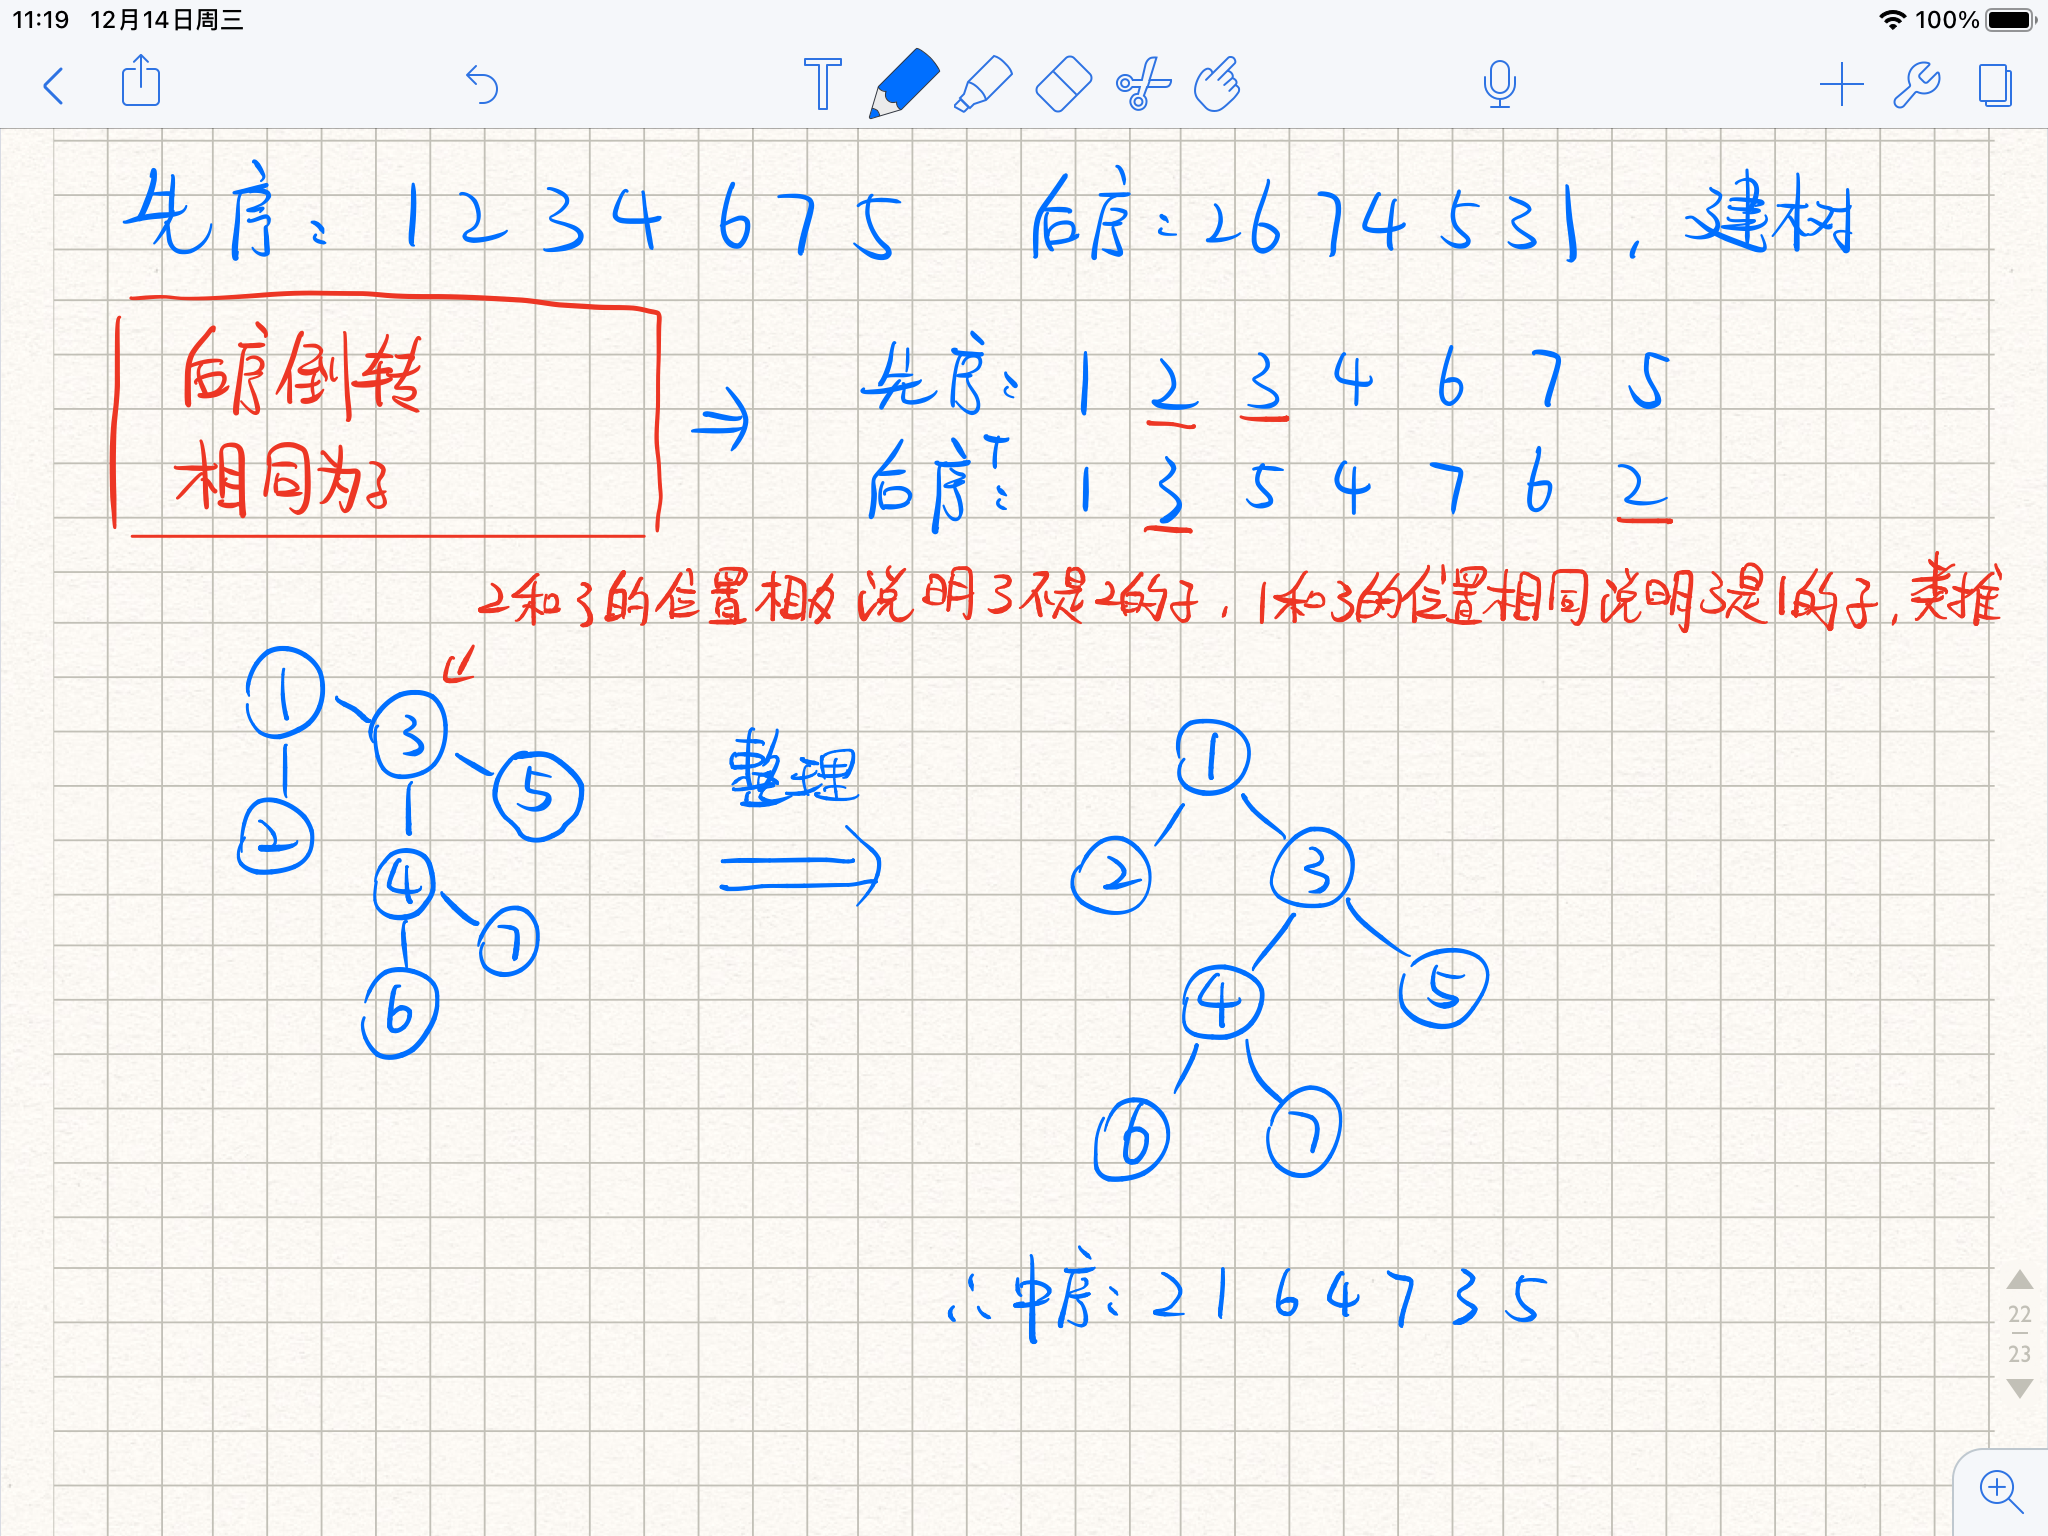 11:19 12月14日周三
100%
T
先序: 1 2 3 4 6 7 5 后序: 2 6 7 4 5 3 1, 建树
后序倒转
相同为子
⇒
先序: 1 2 3 4 6 7 5
后序ᵀ: 1 3 5 4 7 6 2
2和3的位置相反说明3不是2的子, 1和3的位置相同说明3是1的子, 类推
1
3
5
2
4
7
6
整理
1
2
3
4
5
6
7
∴中序: 2 1 6 4 7 3 5
22
23